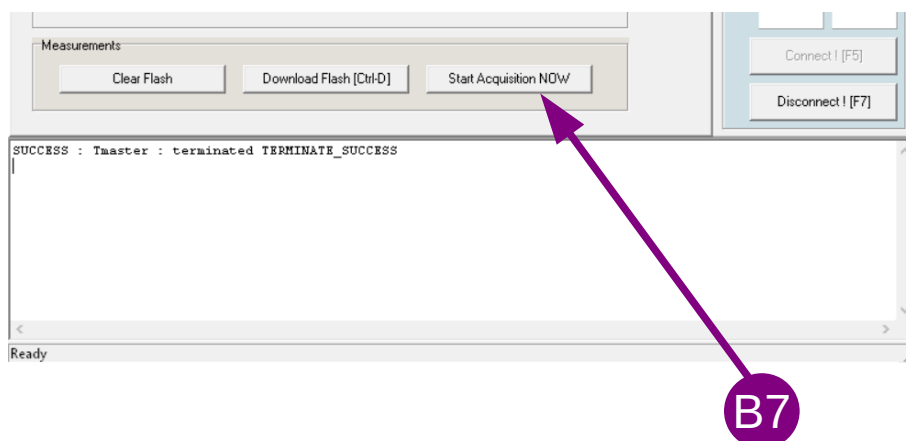 Measurements
Clear Flash
Download Flash [Ctrl-D]
Start Acquisition NOW
Connect ! [F5]
Disconnect ! [F7]
SUCCESS : Tmaster : terminated TERMINATE_SUCCESS
Ready
B7